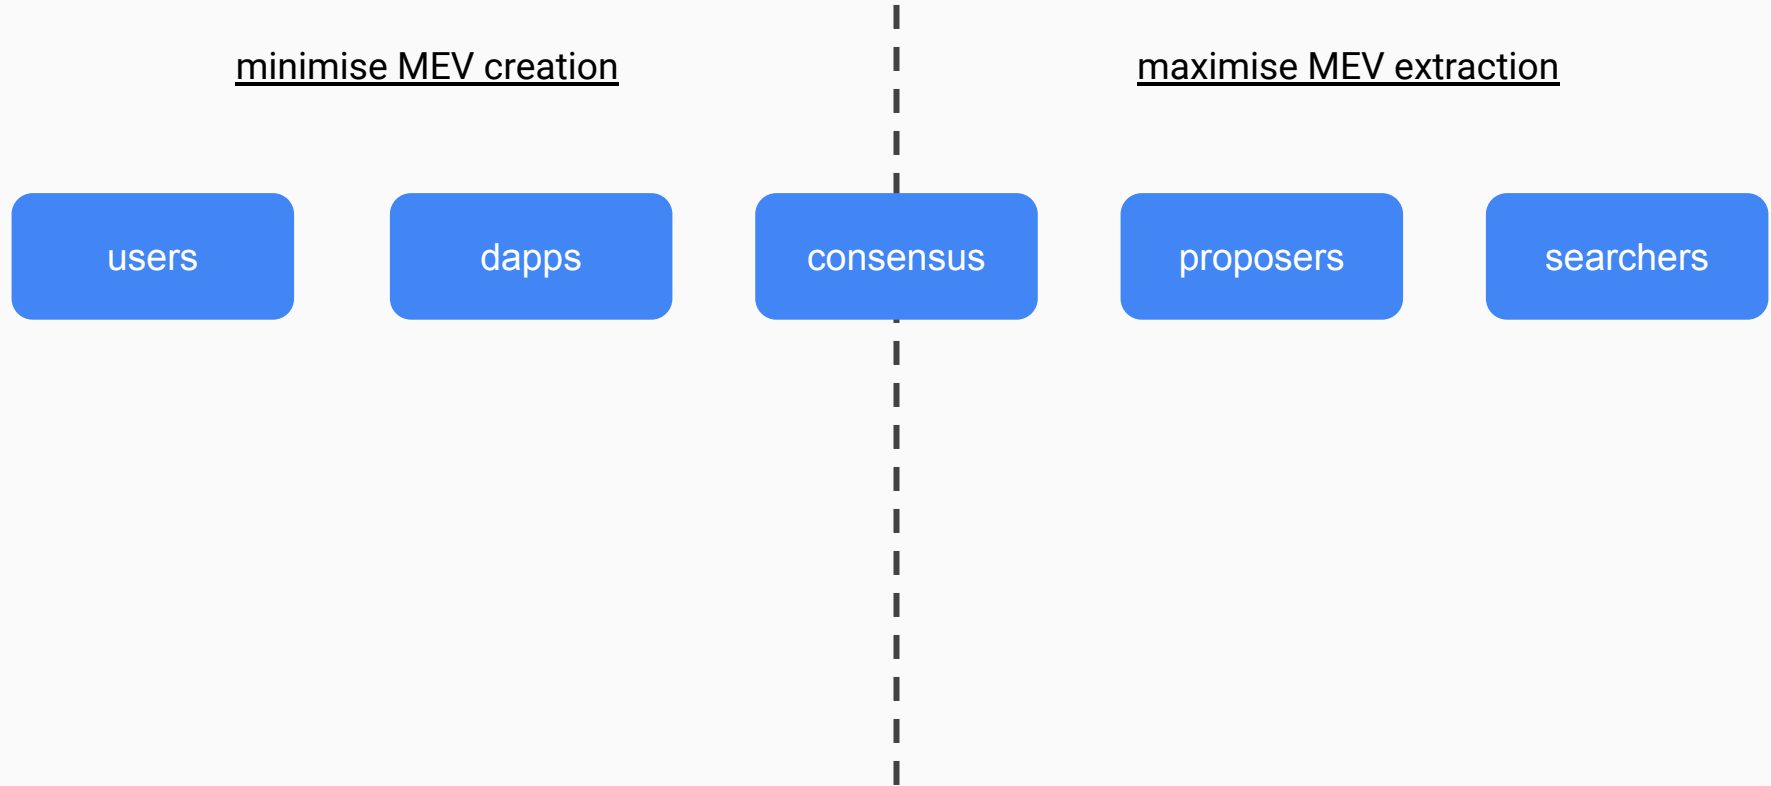 minimise MEV creation
maximise MEV extraction
users
dapps
consensus
proposers
searchers